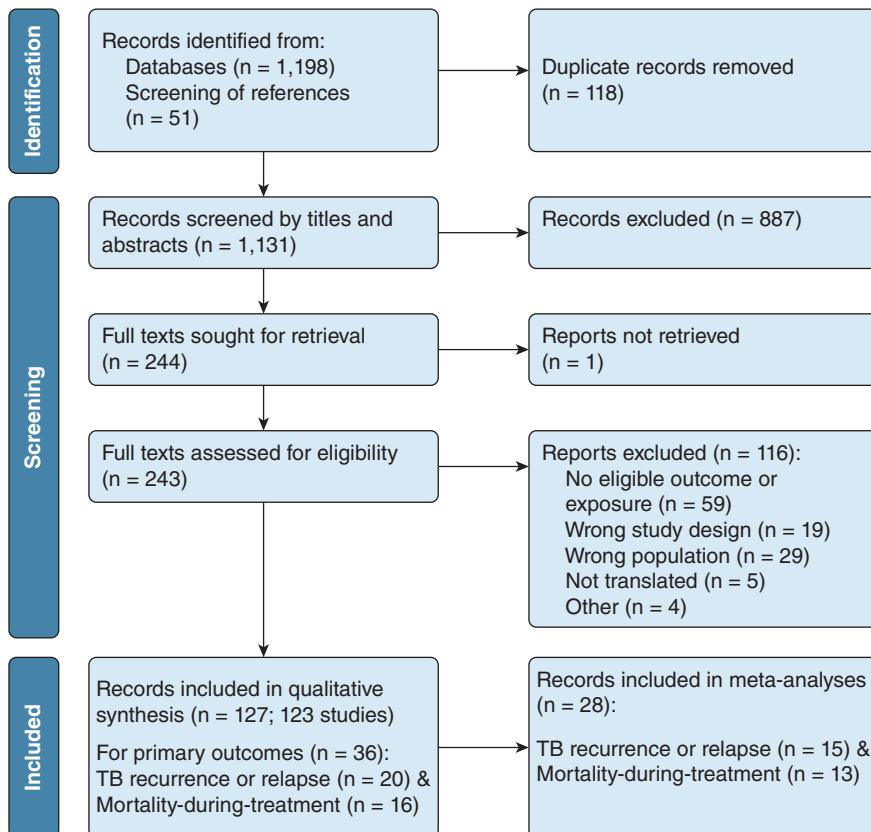 Identification
Records identified from:
Databases (n = 1,198)
Screening of references
(n = 51)
Duplicate records removed
(n = 118)
Screening
Records screened by titles and
abstracts (n = 1,131)
Records excluded (n = 887)
Full texts sought for retrieval
(n = 244)
Reports not retrieved
(n = 1)
Full texts assessed for eligibility
(n = 243)
Reports excluded (n = 116):
No eligible outcome or
exposure (n = 59)
Wrong study design (n = 19)
Wrong population (n = 29)
Not translated (n = 5)
Other (n = 4)
Included
Records included in qualitative
synthesis (n = 127; 123 studies)
For primary outcomes (n = 36):
TB recurrence or relapse (n = 20) &
Mortality-during-treatment (n = 16)
Records included in meta-analyses
(n = 28):
TB recurrence or relapse (n = 15) &
Mortality-during-treatment (n = 13)